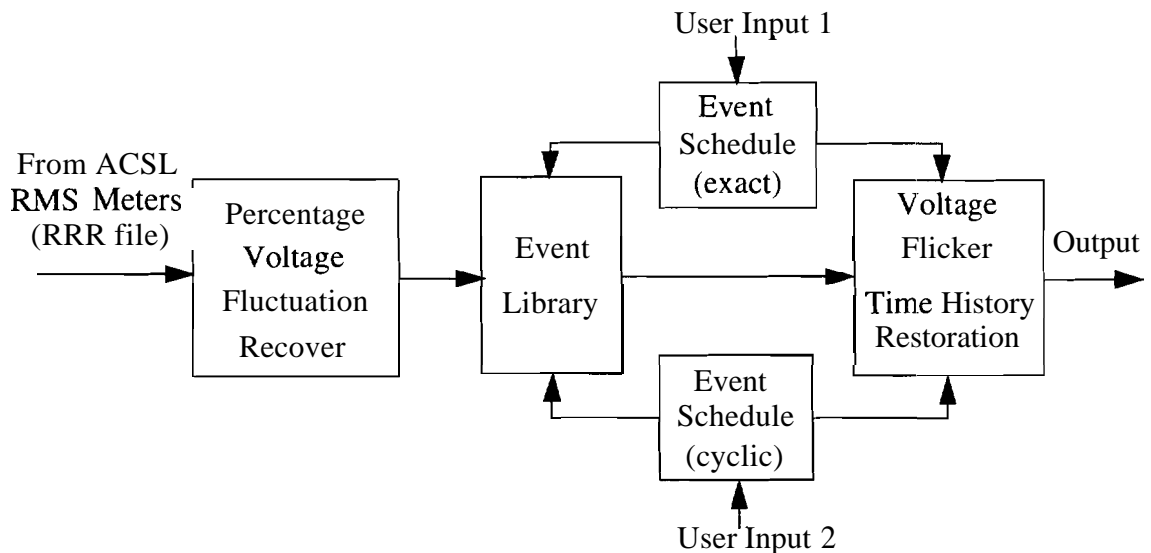 User Input 1
Event
Schedule
(exact)
From ACSL
RMS Meters
(RRR file)
Percentage
Voltage
Fluctuation
Recover
Event
Library
Voltage
Flicker
Time History
Restoration
Output
Event
Schedule
(cyclic)
User Input 2